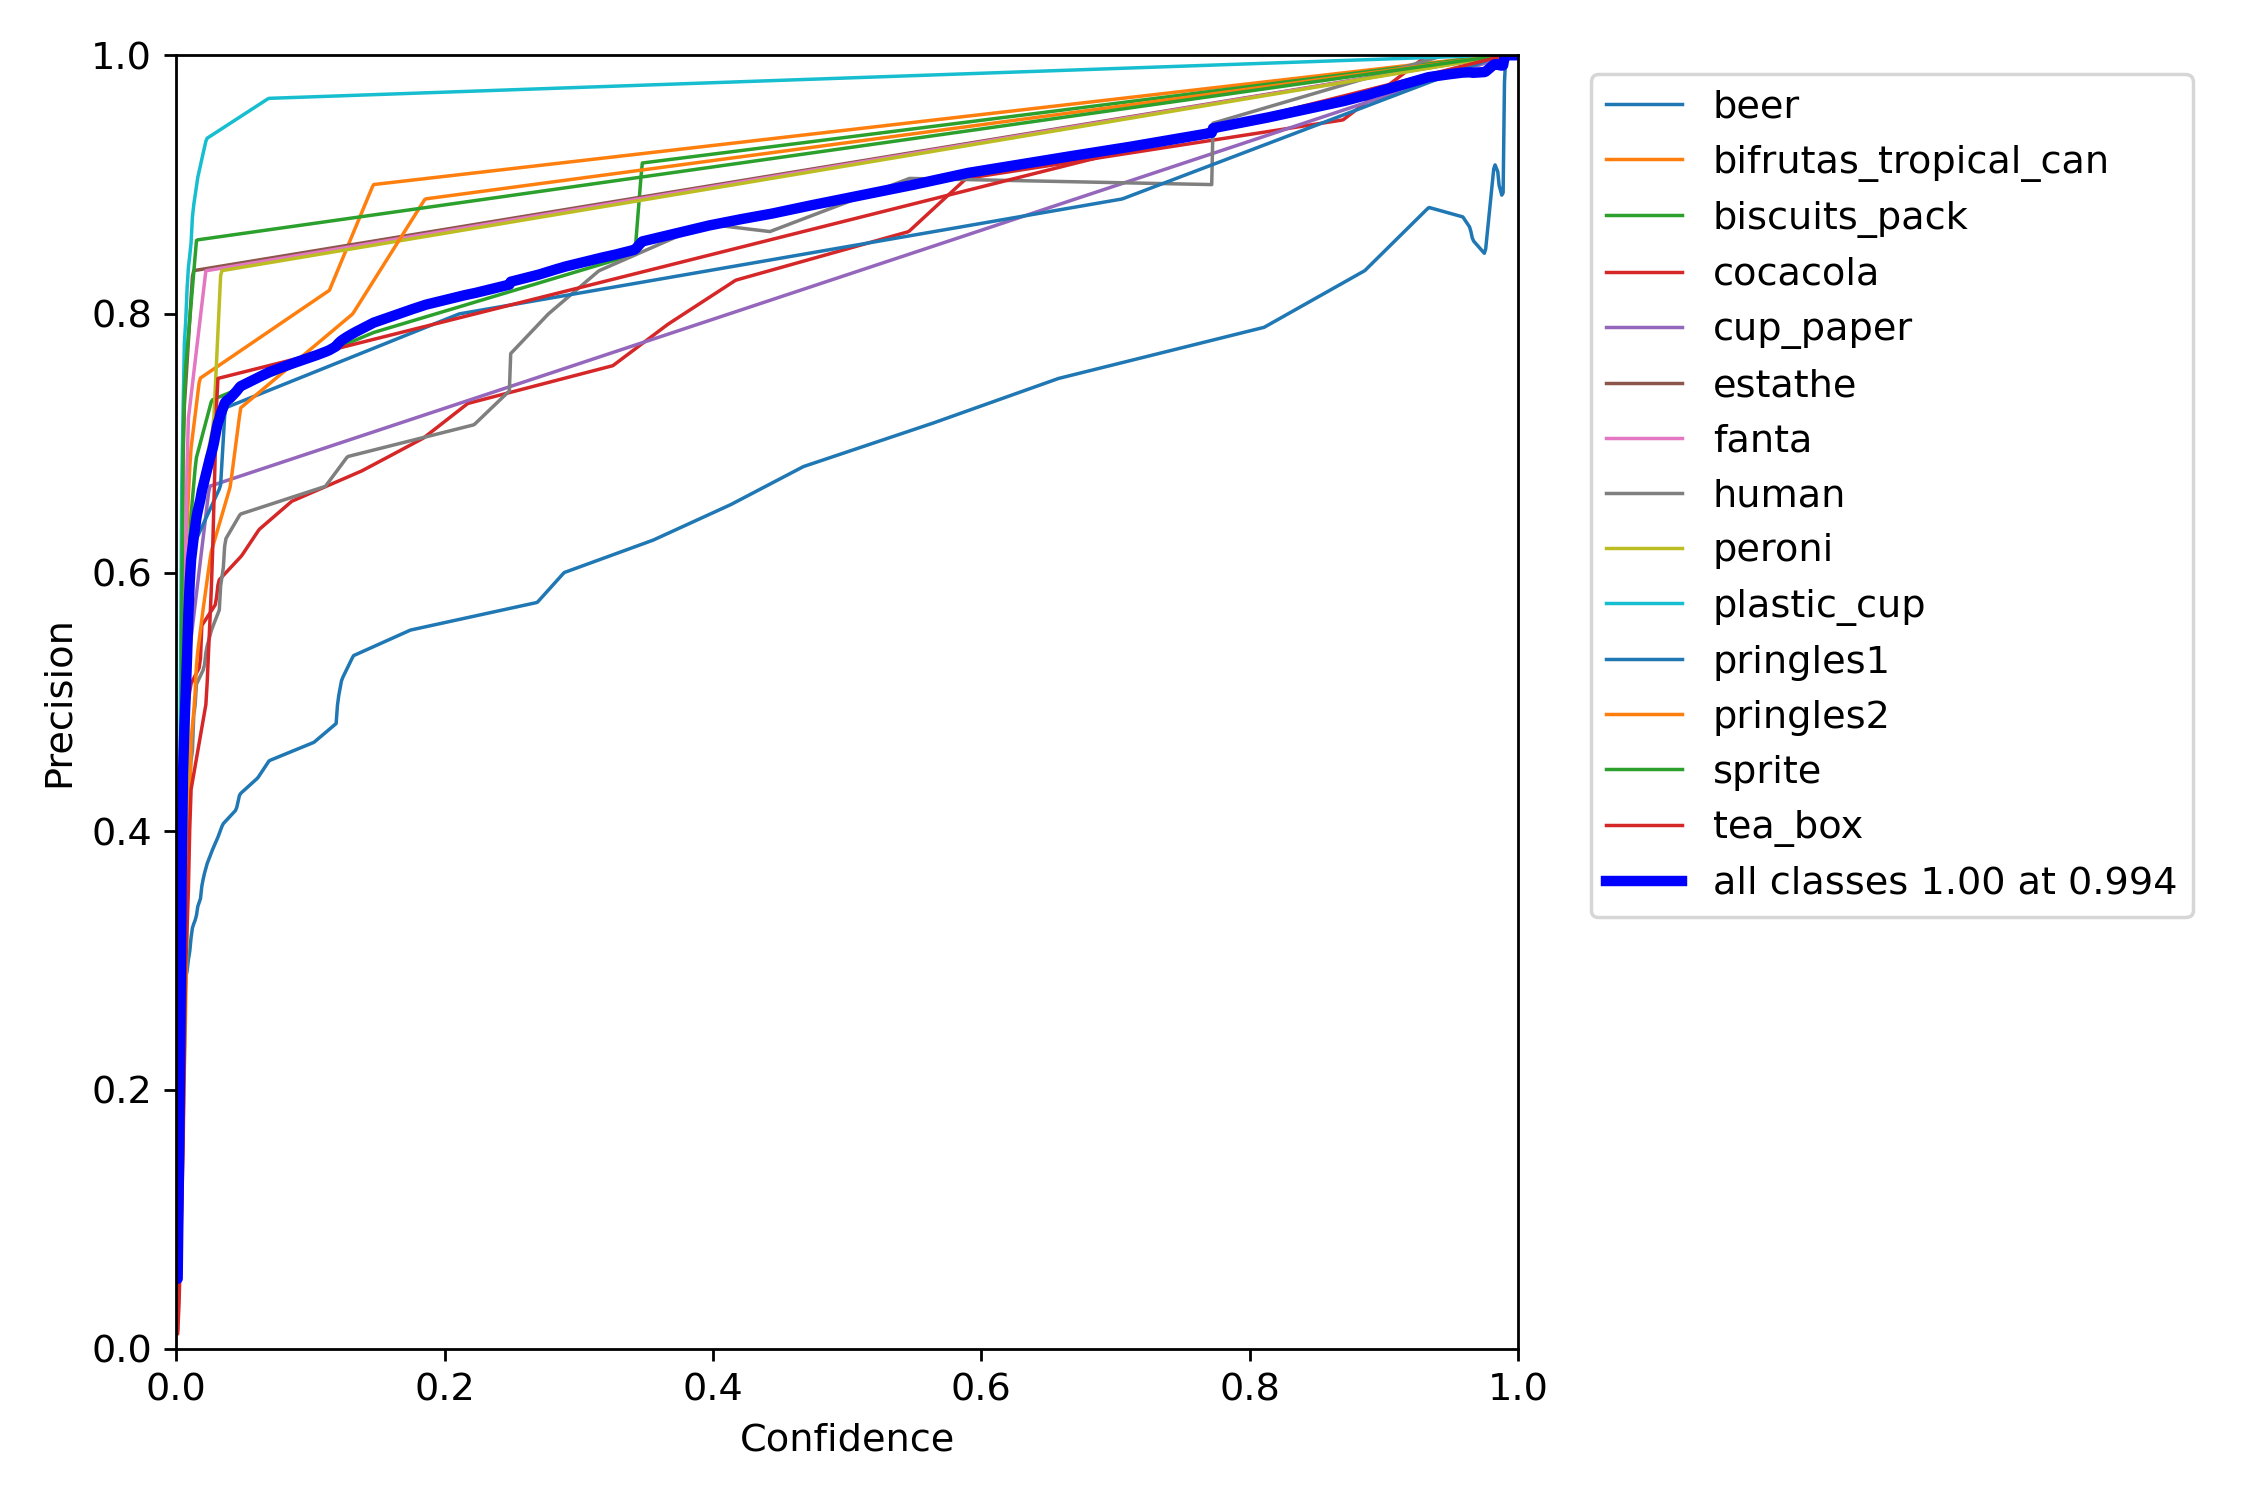 1.0
0.8
0.6
0.4
0.2
0.0
0.0 0.2 0.4 0.6 0.8 1.0
Precision
Confidence
beer
bifrutas_tropical_can
biscuits_pack
cocacola
cup_paper
estathe
fanta
human
peroni
plastic_cup
pringles1
pringles2
sprite
tea_box
all classes 1.00 at 0.994